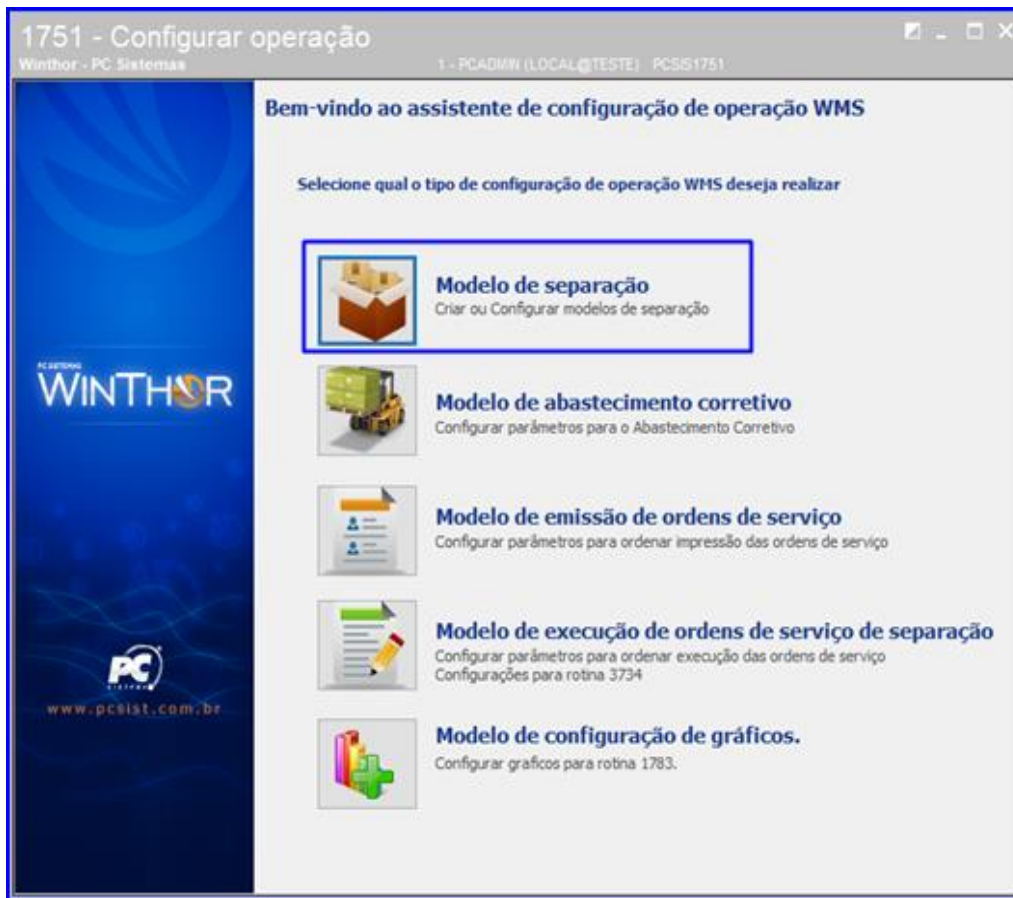 1751 - Configurar operação
Winthor - PC Sistemas
1 - PCADMIN (LOCAL@TESTE) PCSIS1751
Bem-vindo ao assistente de configuração de operação WMS
Selecione qual o tipo de configuração de operação WMS deseja realizar
Modelo de separação
Criar ou Configurar modelos de separação
PC SISTEMAS
WINTHOR
Modelo de abastecimento corretivo
Configurar parâmetros para o Abastecimento Corretivo
Modelo de emissão de ordens de serviço
Configurar parâmetros para ordenar impressão das ordens de serviço
Modelo de execução de ordens de serviço de separação
Configurar parâmetros para ordenar execução das ordens de serviço
Configurações para rotina 3734
PC
sistemas
www.pcsist.com.br
Modelo de configuração de gráficos.
Configurar graficos para rotina 1783.